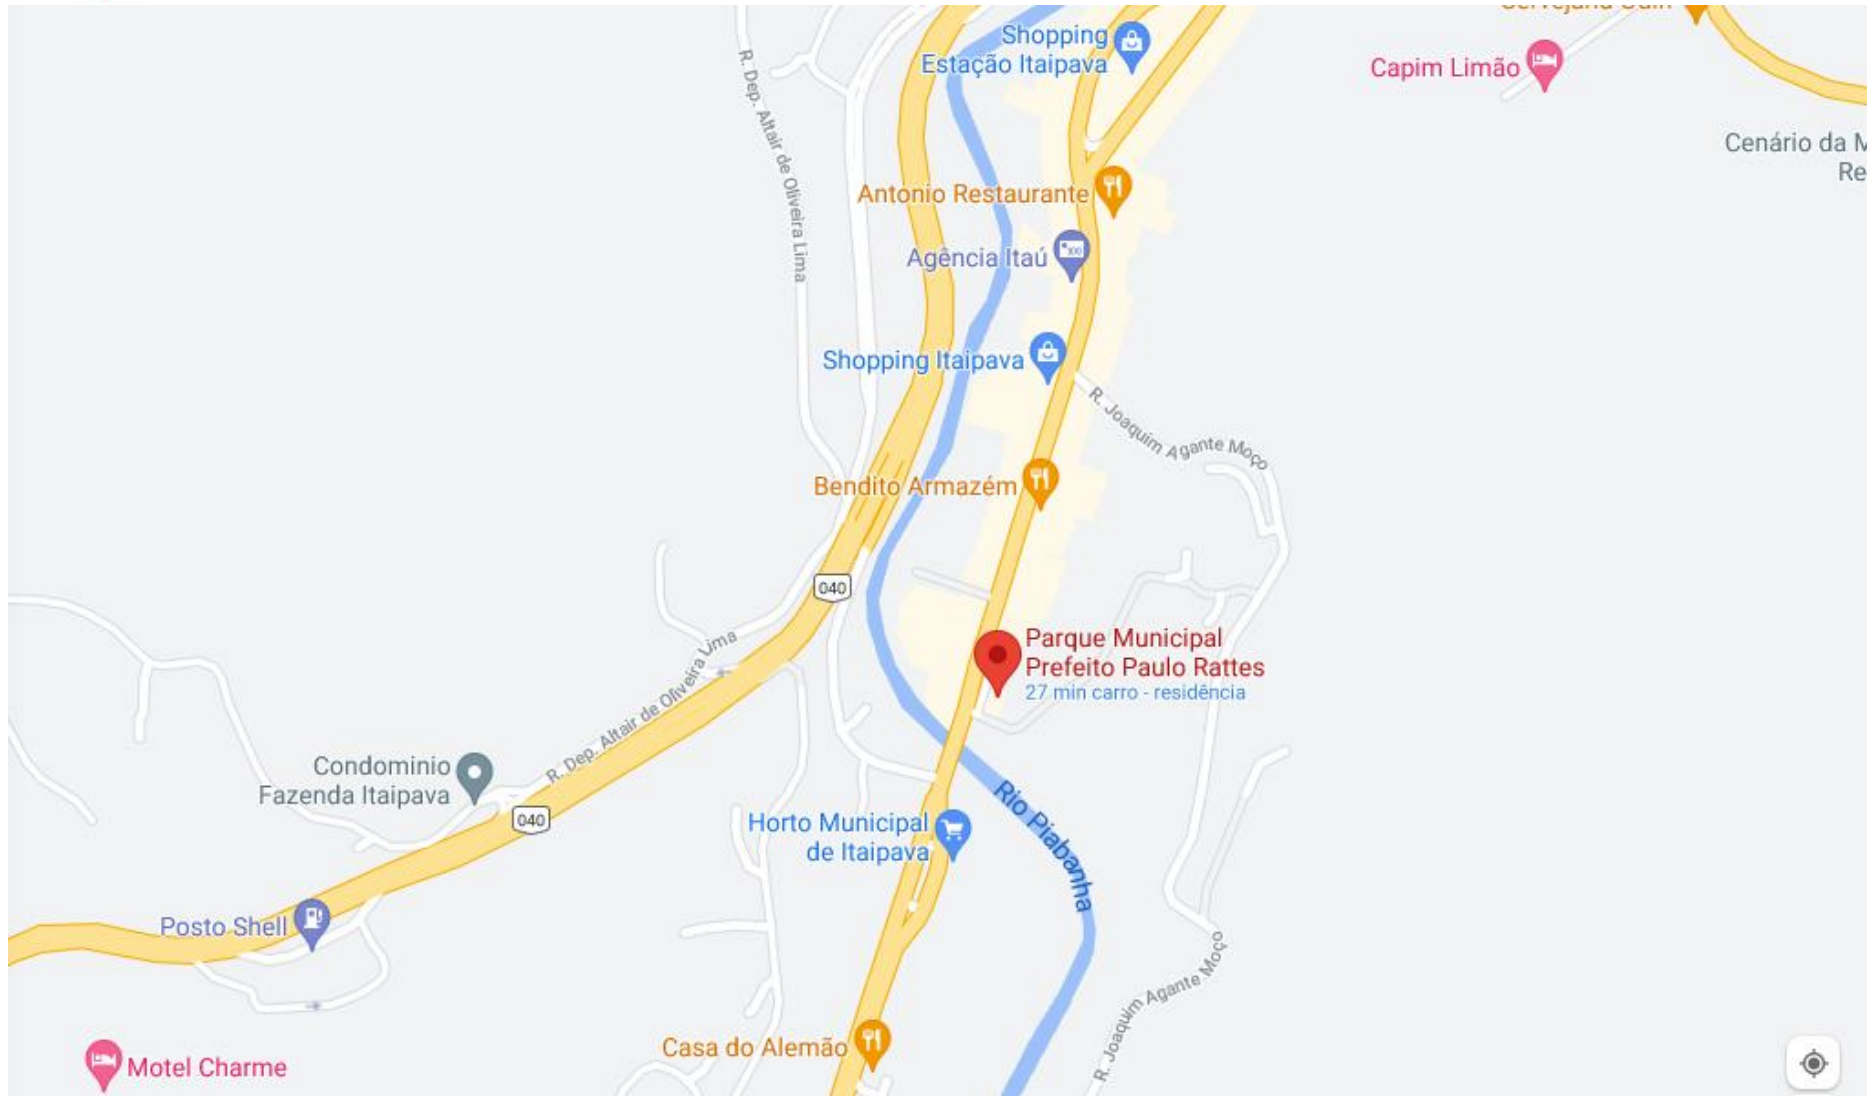 Shopping
Estação Itaipava
Capim Limão
Cenário da
R. Dep. Altair de Oliveira Lima
Antonio Restaurante
Agência Itaú
Shopping Itaipava
R. Joaquim Agante Moço
Bendito Armazém
040
Parque Municipal
Prefeito Paulo Rattes
27 min carro - residência
R. Dep. Altair de Oliveira Lima
Condominio
Fazenda Itaipava
040
Rio Piabanha
Horto Municipal
de Itaipava
Posto Shell
R. Joaquim Agante Moço
Casa do Alemão
Motel Charme